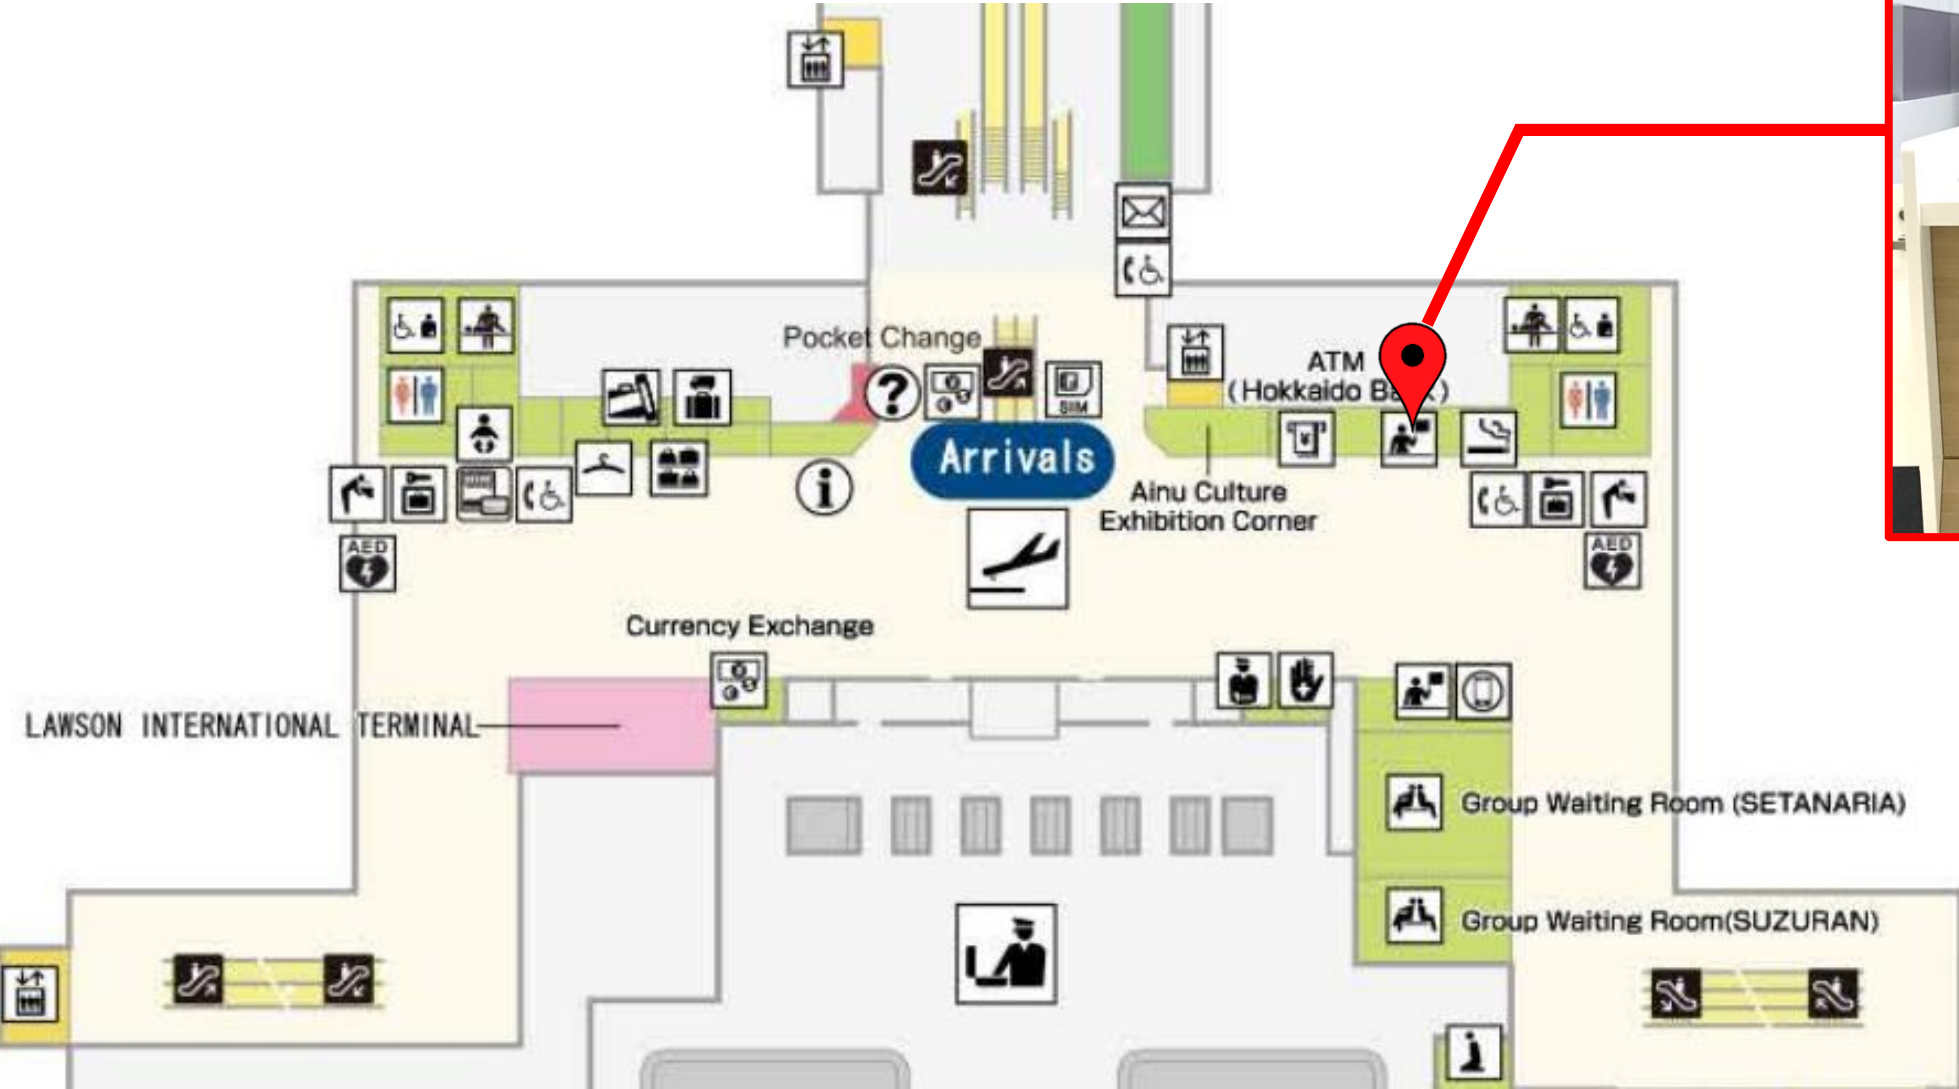 Pocket Change
?
SIM
ATM
(Hokkaido B  k)
¥
Arrivals
i
Ainu Culture
Exhibition Corner
AED
AED
Currency Exchange
LAWSON INTERNATIONAL TERMINAL
Group Waiting Room (SETANARIA)
Group Waiting Room(SUZURAN)